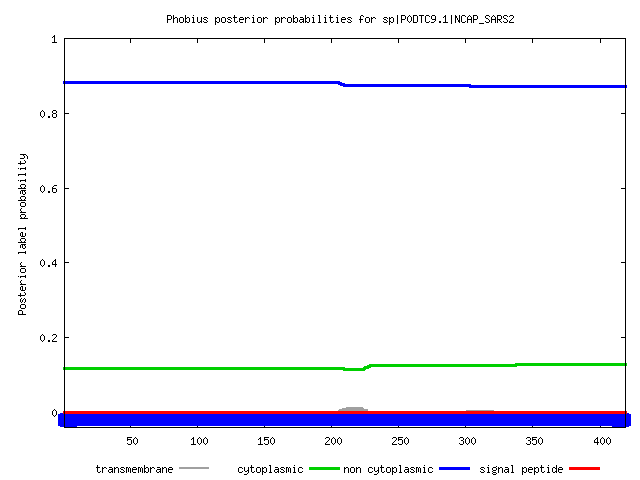 Phobius posterior probabilities for sp|P0DTC9.1|NCAP_SARS2
Posterior label probability
1
0.8
0.6
0.4
0.2
0
50 100 150 200 250 300 350 400
transmembrane cytoplasmic non cytoplasmic signal peptide